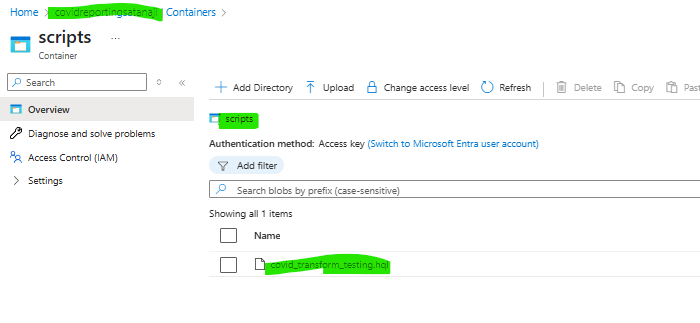 Home > covidreportingsatanaji | Containers >
scripts ...
Container
Search
Overview
Diagnose and solve problems
Access Control (IAM)
Settings
Add Directory Upload Change access level Refresh Delete Copy Past
scripts
Authentication method: Access key (Switch to Microsoft Entra user account)
Add filter
Search blobs by prefix (case-sensitive)
Showing all 1 items
Name
covid_transform_testing.hql